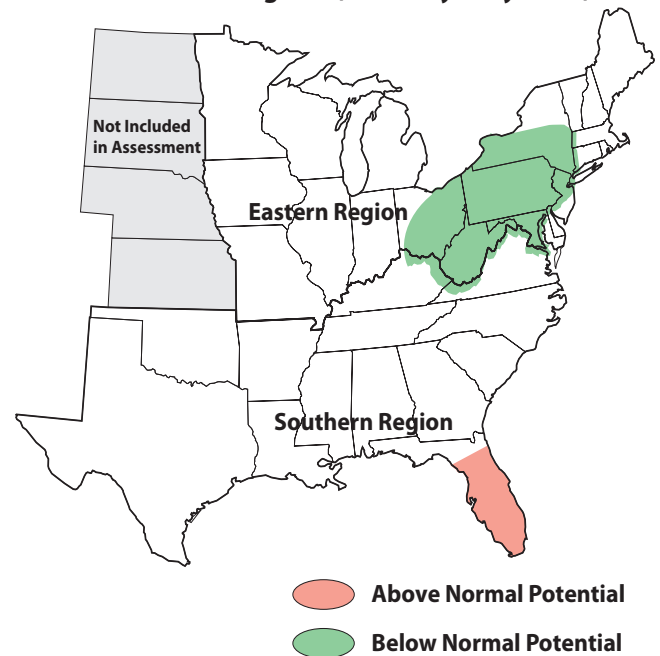 Not Included
in Assessment
Eastern Region
Southern Region
Above Normal Potential
Below Normal Potential